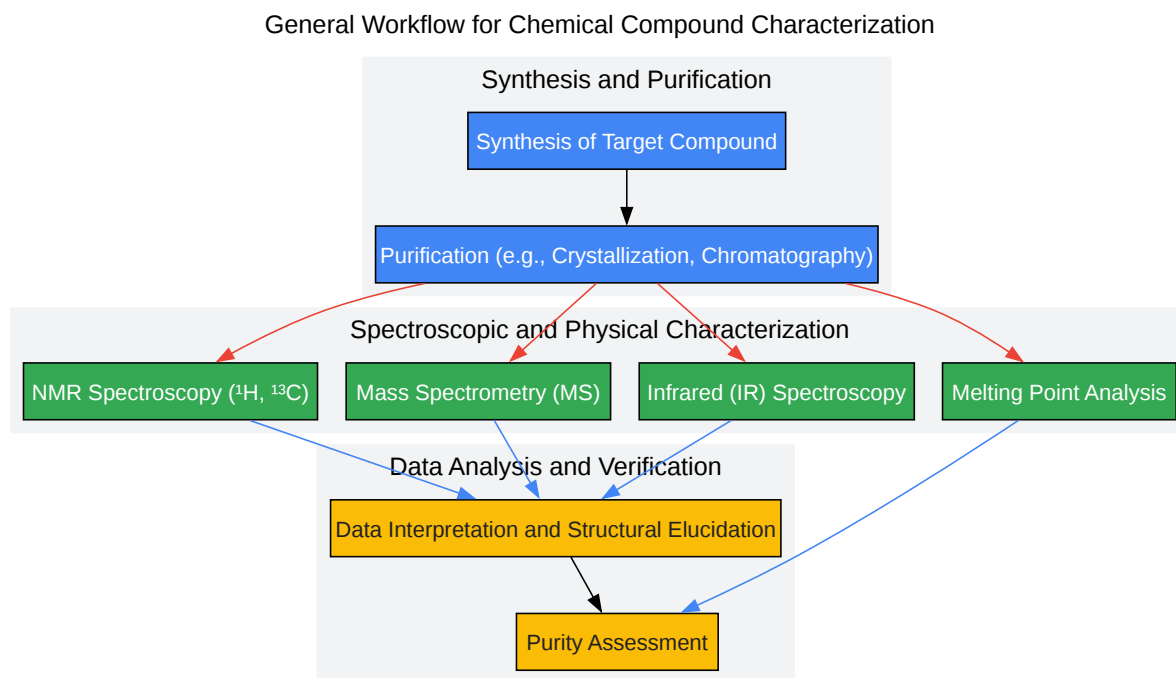 General Workflow for Chemical Compound Characterization
Synthesis and Purification
Synthesis of Target Compound
Purification (e.g., Crystallization, Chromatography)
Spectroscopic and Physical Characterization
NMR Spectroscopy (¹H, ¹³C)
Mass Spectrometry (MS)
Infrared (IR) Spectroscopy
Melting Point Analysis
Data Analysis and Verification
Data Interpretation and Structural Elucidation
Purity Assessment